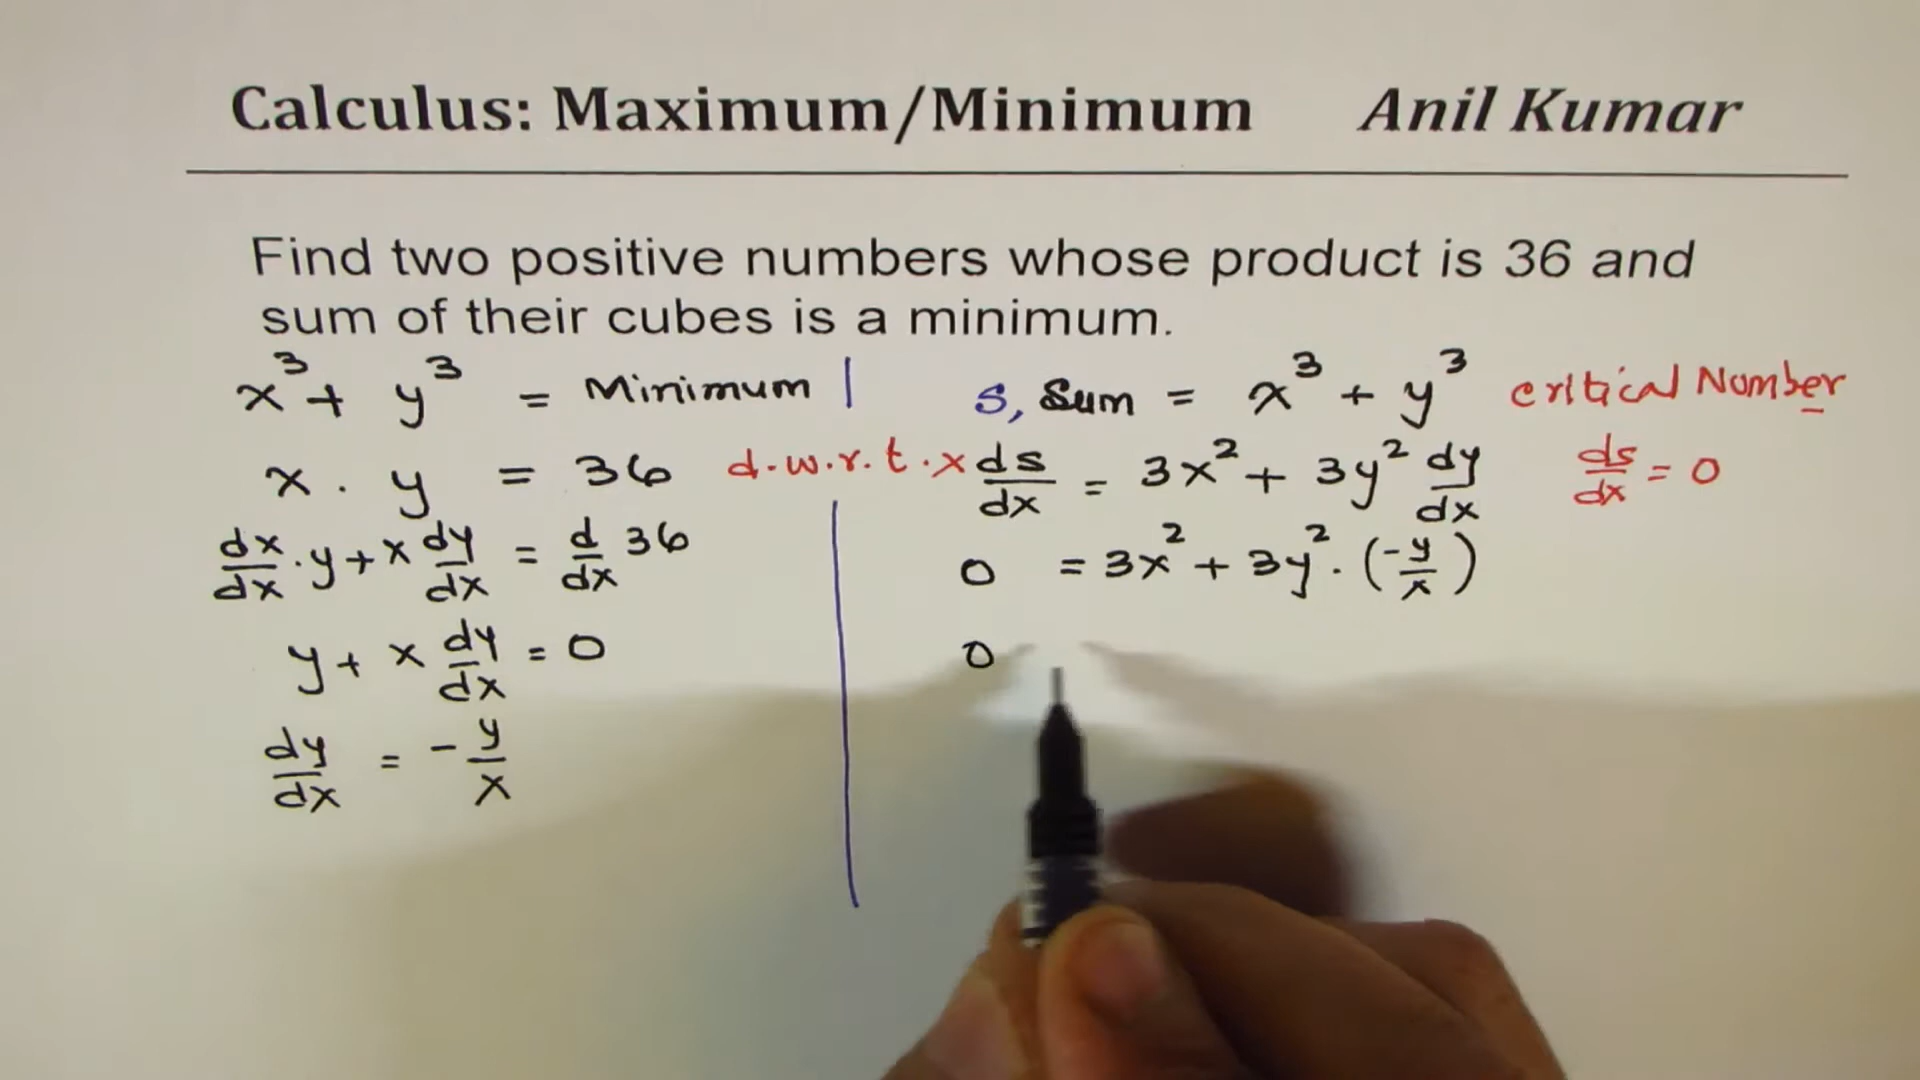 Calculus: Maximum/Minimum Anil Kumar
Find two positive numbers whose product is 36 and
sum of their cubes is a minimum.
x³ + y³ = Minimum | S, Sum = x³ + y³ critical Number
x . y = 36 d.w.r.t.x ds/dx = 3x² + 3y² dy/dx ds/dx = 0
dx/dx . y + x dy/dx = d/dx 36 0 = 3x² + 3y² . (-y/x)
y + x dy/dx = 0 0
dy/dx = - y/x